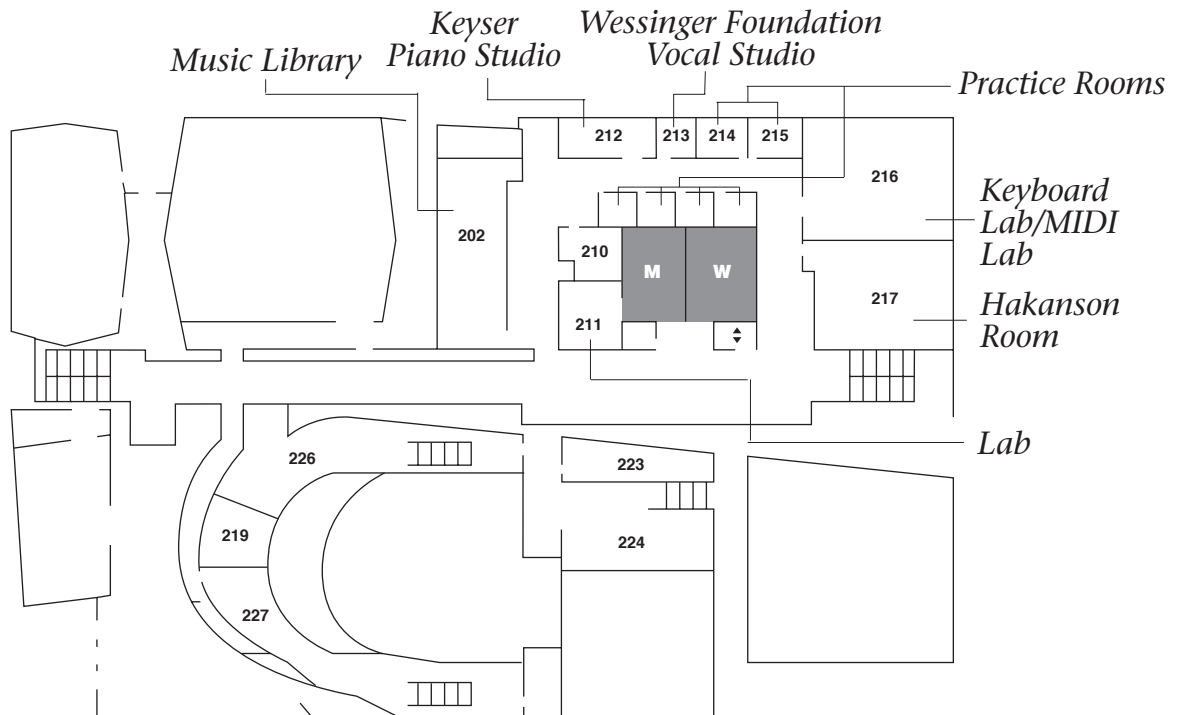 Keyser
Piano Studio
Wessinger Foundation
Vocal Studio
Music Library
Practice Rooms
212
213
214
215
216
Keyboard
Lab/MIDI
Lab
202
210
M
W
217
Hakanson
Room
211
Lab
226
223
219
224
227